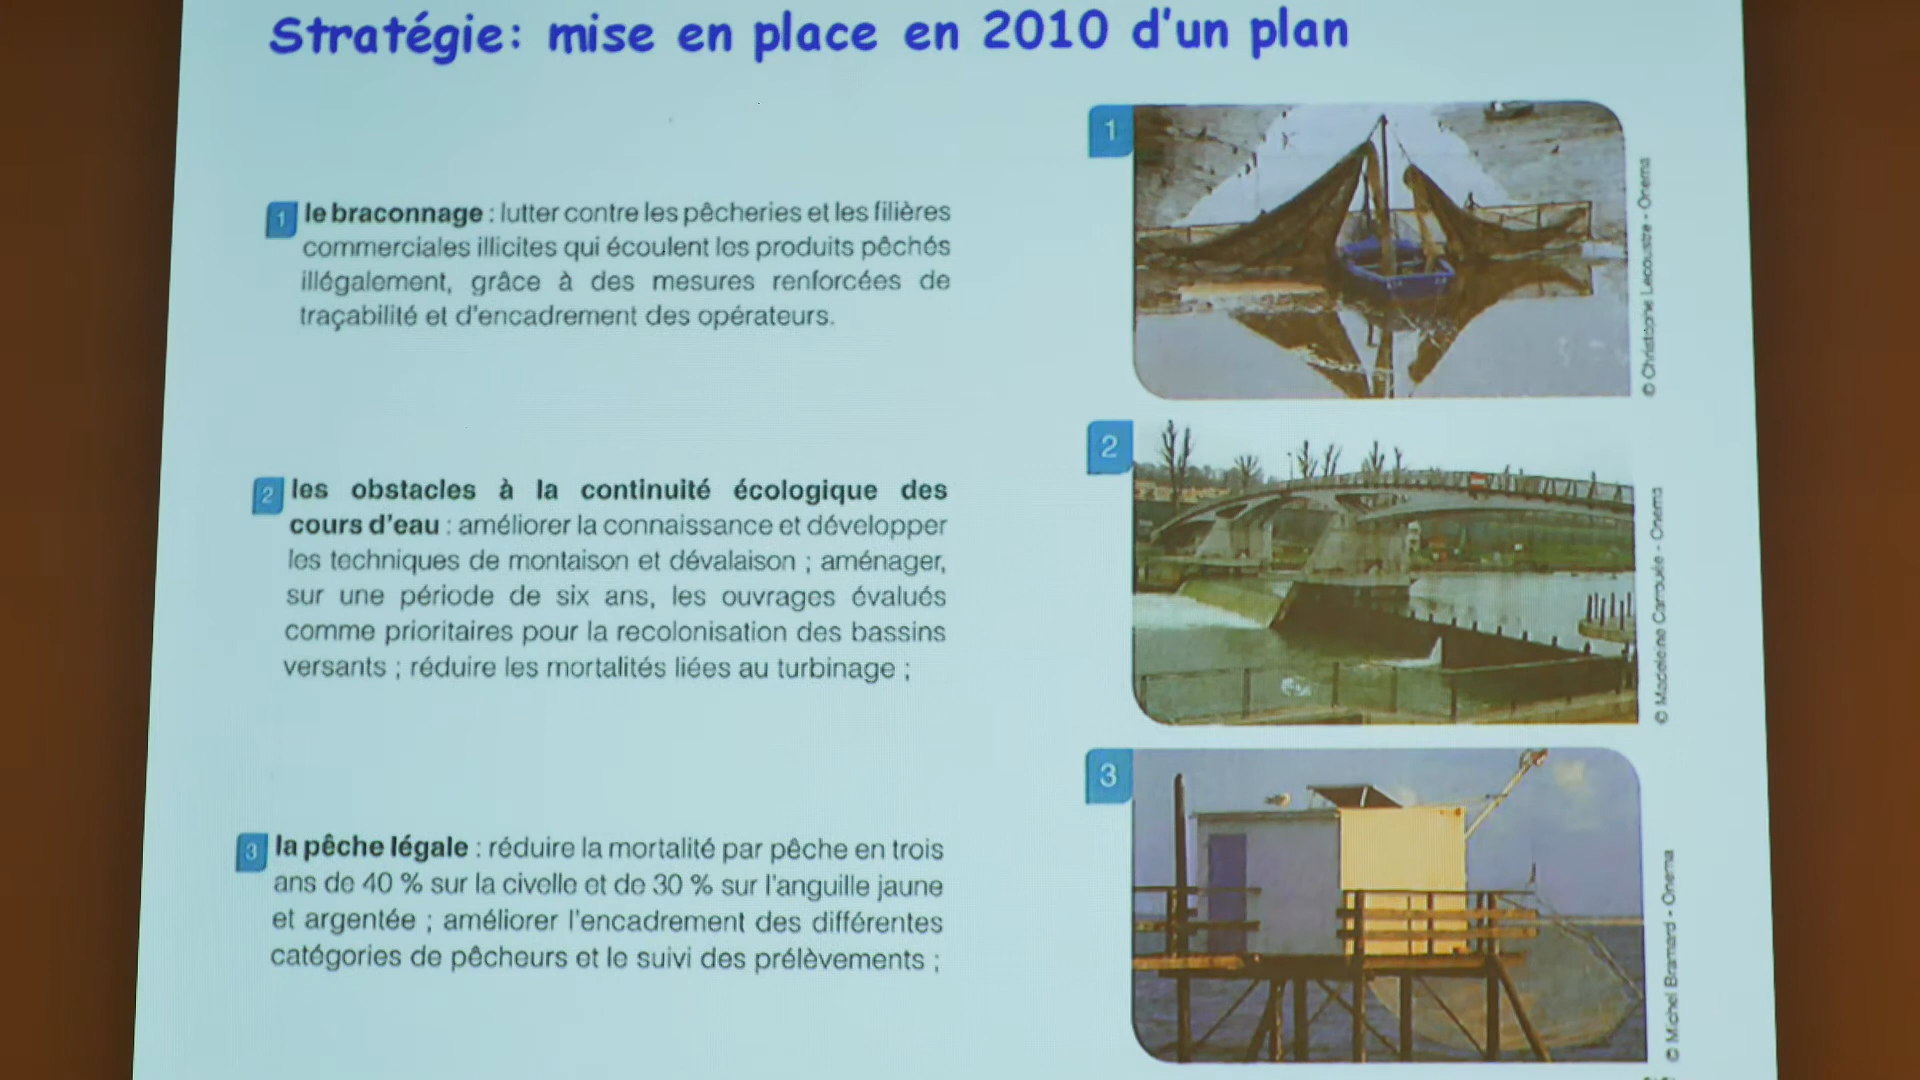 Stratégie: mise en place en 2010 d'un plan
1 le braconnage : lutter contre les pêcheries et les filières
commerciales illicites qui écoulent les produits pêchés
illégalement, grâce à des mesures renforcées de
traçabilité et d'encadrement des opérateurs.
2 les obstacles à la continuité écologique des
cours d'eau : améliorer la connaissance et développer
les techniques de montaison et dévalaison ; aménager,
sur une période de six ans, les ouvrages évalués
comme prioritaires pour la recolonisation des bassins
versants ; réduire les mortalités liées au turbinage ;
3 la pêche légale : réduire la mortalité par pêche en trois
ans de 40 % sur la civelle et de 30 % sur l'anguille jaune
et argentée ; améliorer l'encadrement des différentes
catégories de pêcheurs et le suivi des prélèvements ;
1
© Christophe Lecoustre - Onema
2
© Madeleine Carrouée - Onema
3
© Michel Bramard - Onema